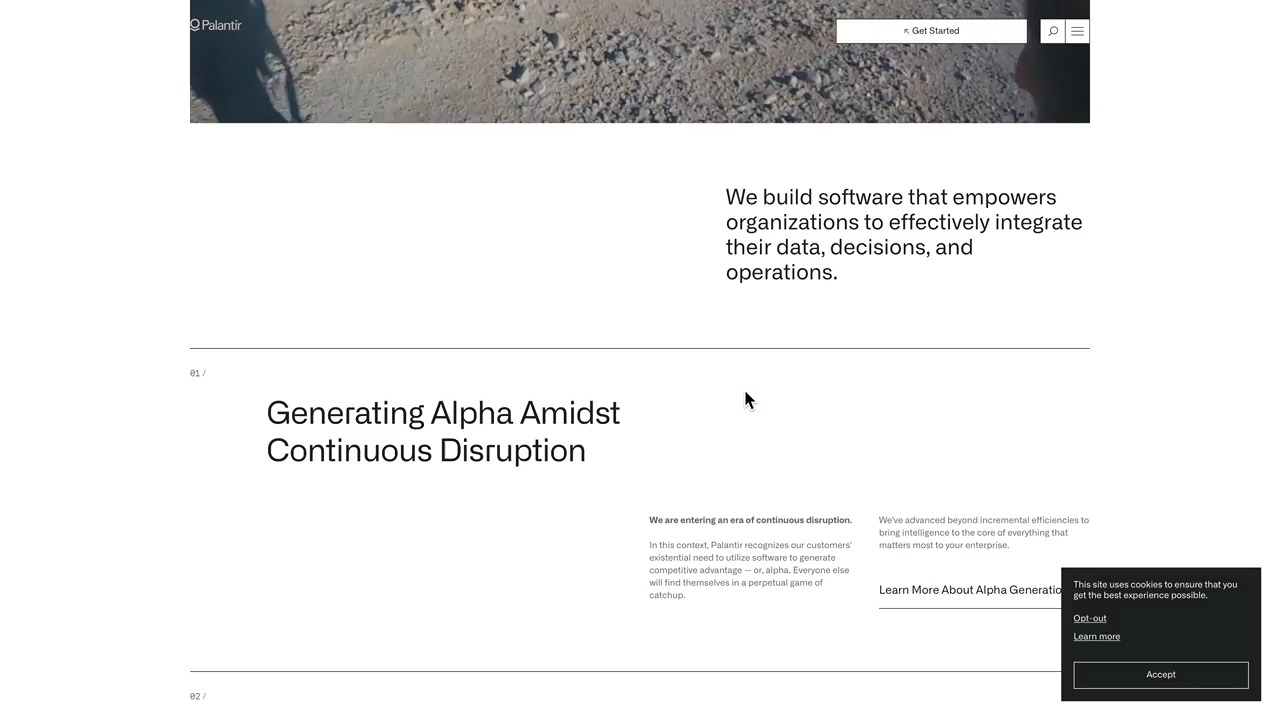 Palantir
↖ Get Started
We build software that empowers
organizations to effectively integrate
their data, decisions, and
operations.
01 /
Generating Alpha Amidst
Continuous Disruption
We are entering an era of continuous disruption.
In this context, Palantir recognizes our customers'
existential need to utilize software to generate
competitive advantage — or, alpha. Everyone else
will find themselves in a perpetual game of
catchup.
We've advanced beyond incremental efficiencies to
bring intelligence to the core of everything that
matters most to your enterprise.
Learn More About Alpha Generatio
This site uses cookies to ensure that you
get the best experience possible.
Opt-out
Learn more
Accept
02 /